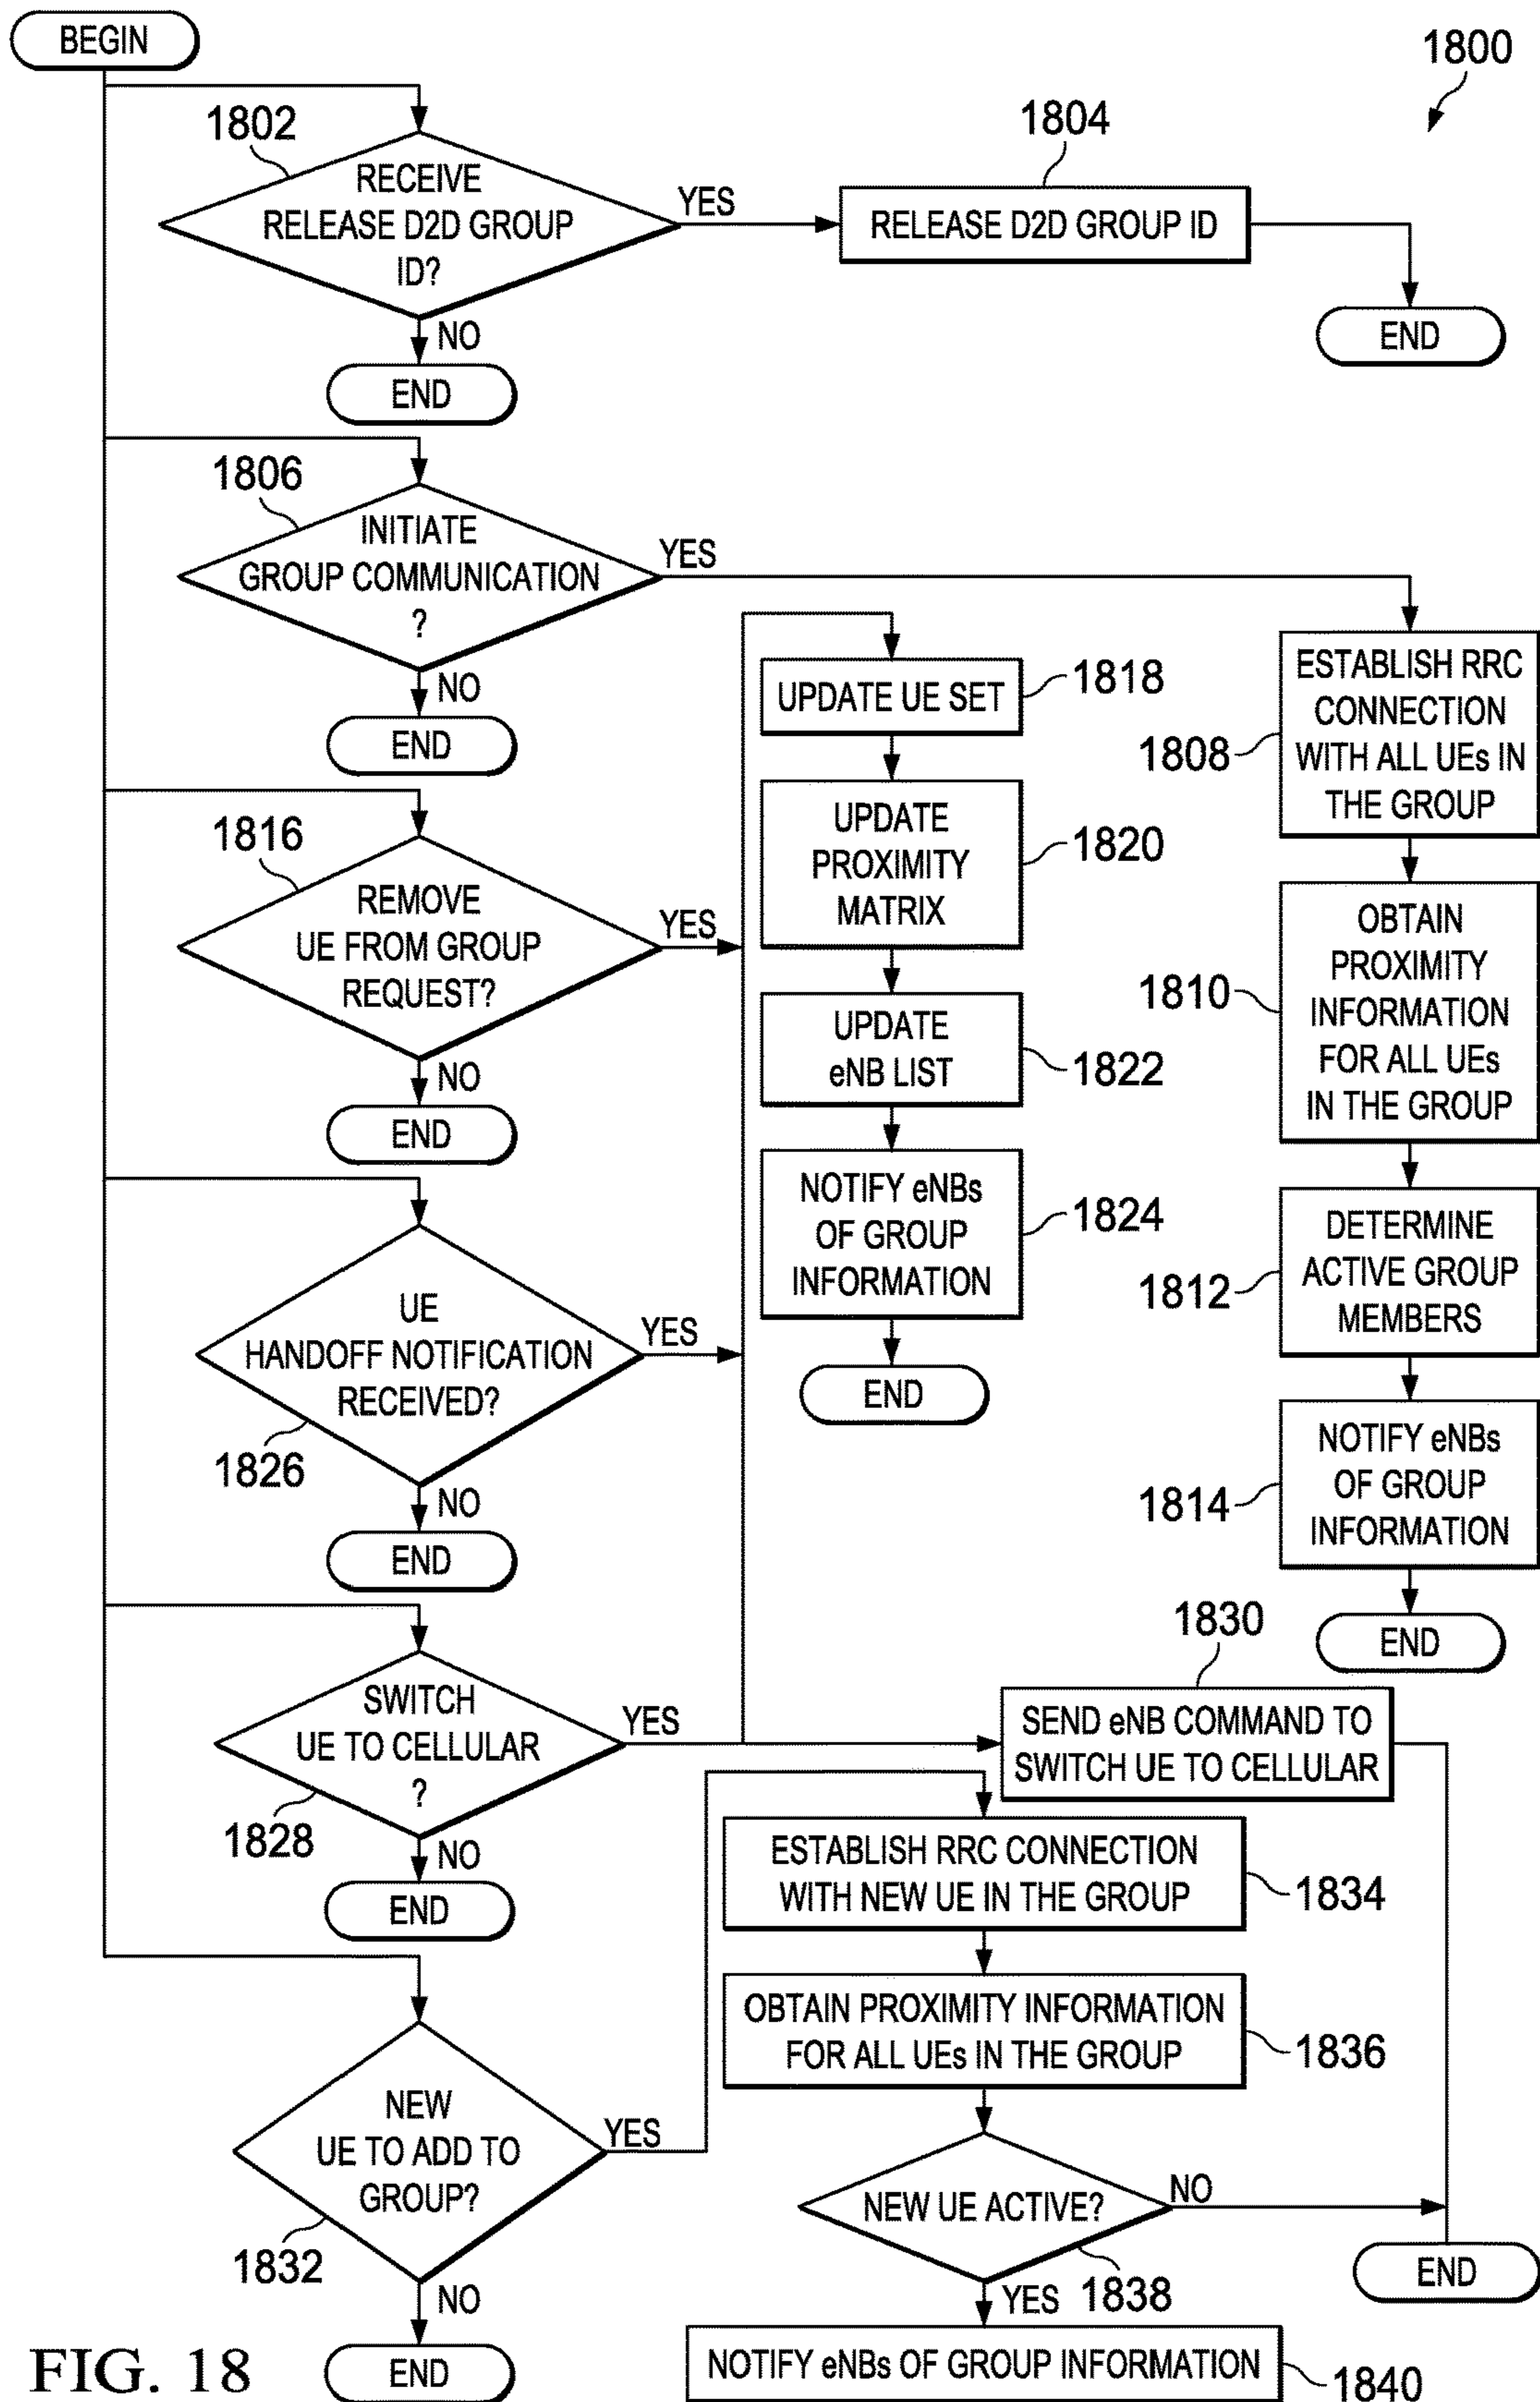 BEGIN
1800
1802
RECEIVE
RELEASE D2D GROUP
ID?
YES
1804
RELEASE D2D GROUP ID
END
NO
END
1806
INITIATE
GROUP COMMUNICATION
?
YES
NO
END
1808
ESTABLISH RRC
CONNECTION
WITH ALL UEs IN
THE GROUP
1810
OBTAIN
PROXIMITY
INFORMATION
FOR ALL UEs
IN THE GROUP
1812
DETERMINE
ACTIVE GROUP
MEMBERS
1814
NOTIFY eNBs
OF GROUP
INFORMATION
END
1816
REMOVE
UE FROM GROUP
REQUEST?
YES
NO
END
UPDATE UE SET
1818
UPDATE
PROXIMITY
MATRIX
1820
UPDATE
eNB LIST
1822
NOTIFY eNBs
OF GROUP
INFORMATION
1824
END
UE
HANDOFF NOTIFICATION
RECEIVED?
1826
YES
NO
END
SWITCH
UE TO CELLULAR
?
1828
YES
NO
END
1830
SEND eNB COMMAND TO
SWITCH UE TO CELLULAR
NEW
UE TO ADD TO
GROUP?
1832
YES
NO
END
ESTABLISH RRC CONNECTION
WITH NEW UE IN THE GROUP
1834
OBTAIN PROXIMITY INFORMATION
FOR ALL UEs IN THE GROUP
1836
NEW UE ACTIVE?
1838
NO
END
YES
NOTIFY eNBs OF GROUP INFORMATION
1840
FIG. 18